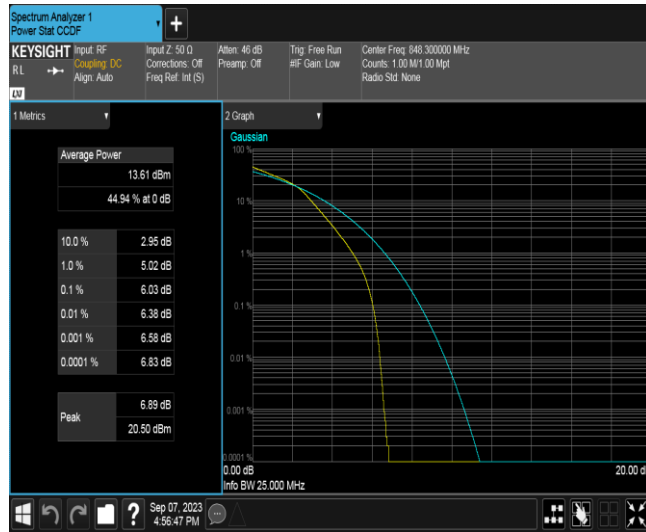 Spectrum Analyzer 1
Power Stat CCDF
KEYSIGHT
RL
LXI
Input: RF
Coupling: DC
Align: Auto
Input Z: 50 Ω
Corrections: Off
Freq Ref: Int (S)
Atten: 46 dB
Preamp: Off
Trig: Free Run
#IF Gain: Low
Center Freq: 848.300000 MHz
Counts: 1.00 M/1.00 Mpt
Radio Std: None
1 Metrics
Average Power
13.61 dBm
44.94 % at 0 dB
10.0 % 2.95 dB
1.0 % 5.02 dB
0.1 % 6.03 dB
0.01 % 6.38 dB
0.001 % 6.58 dB
0.0001 % 6.83 dB
Peak
6.89 dB
20.50 dBm
2 Graph
Gaussian
100 %
10 %
1 %
0.1 %
0.01 %
0.001 %
0.0001 %
0.00 dB
20.00 d
Info BW 25.000 MHz
Sep 07, 2023
4:56:47 PM